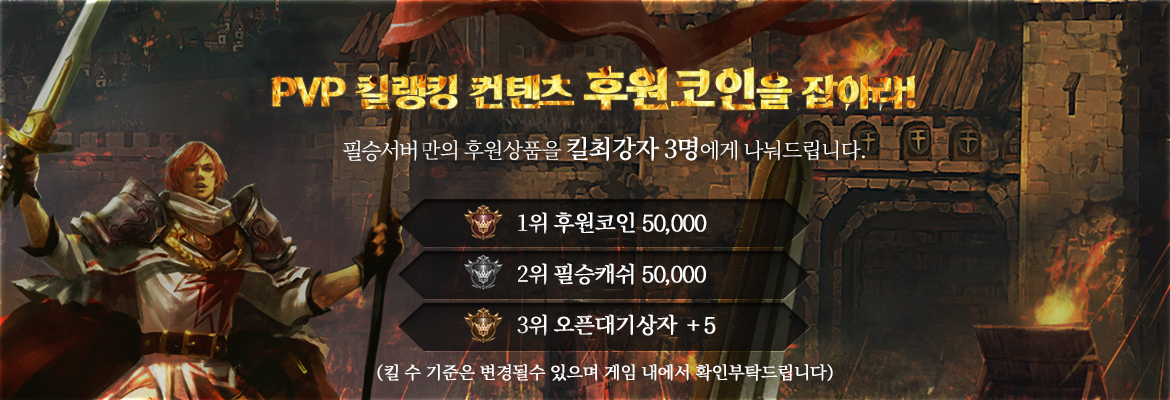 PVP 킬랭킹 컨텐츠 후원코인을 잡아라!
필승서버만의 후원상품을 킬최강자 3명에게 나눠드립니다.
1위 후원코인 50,000
2위 필승캐쉬 50,000
3위 오픈대기상자 +5
(킬 수 기준은 변경될수 있으며 게임 내에서 확인부탁드립니다)